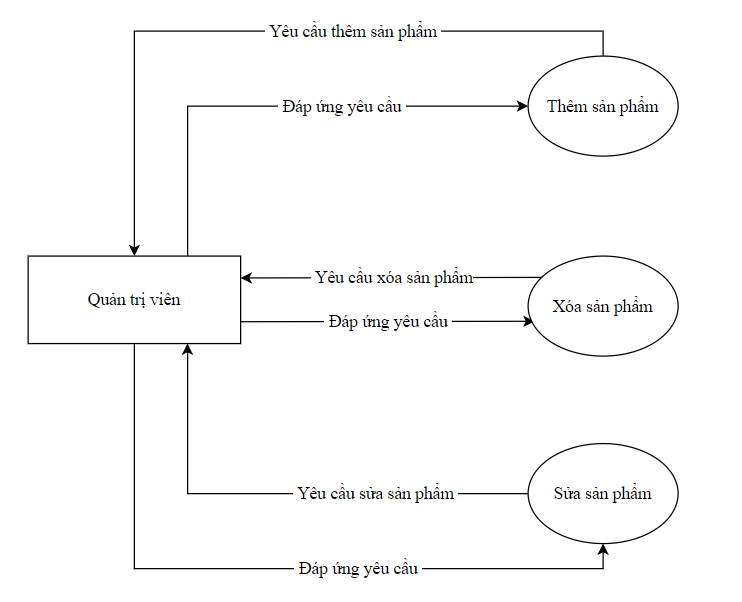 Yêu cầu thêm sản phẩm
Đáp ứng yêu cầu
Thêm sản phẩm
Yêu cầu xóa sản phẩm
Quản trị viên
Xóa sản phẩm
Đáp ứng yêu cầu
Yêu cầu sửa sản phẩm
Sửa sản phẩm
Đáp ứng yêu cầu